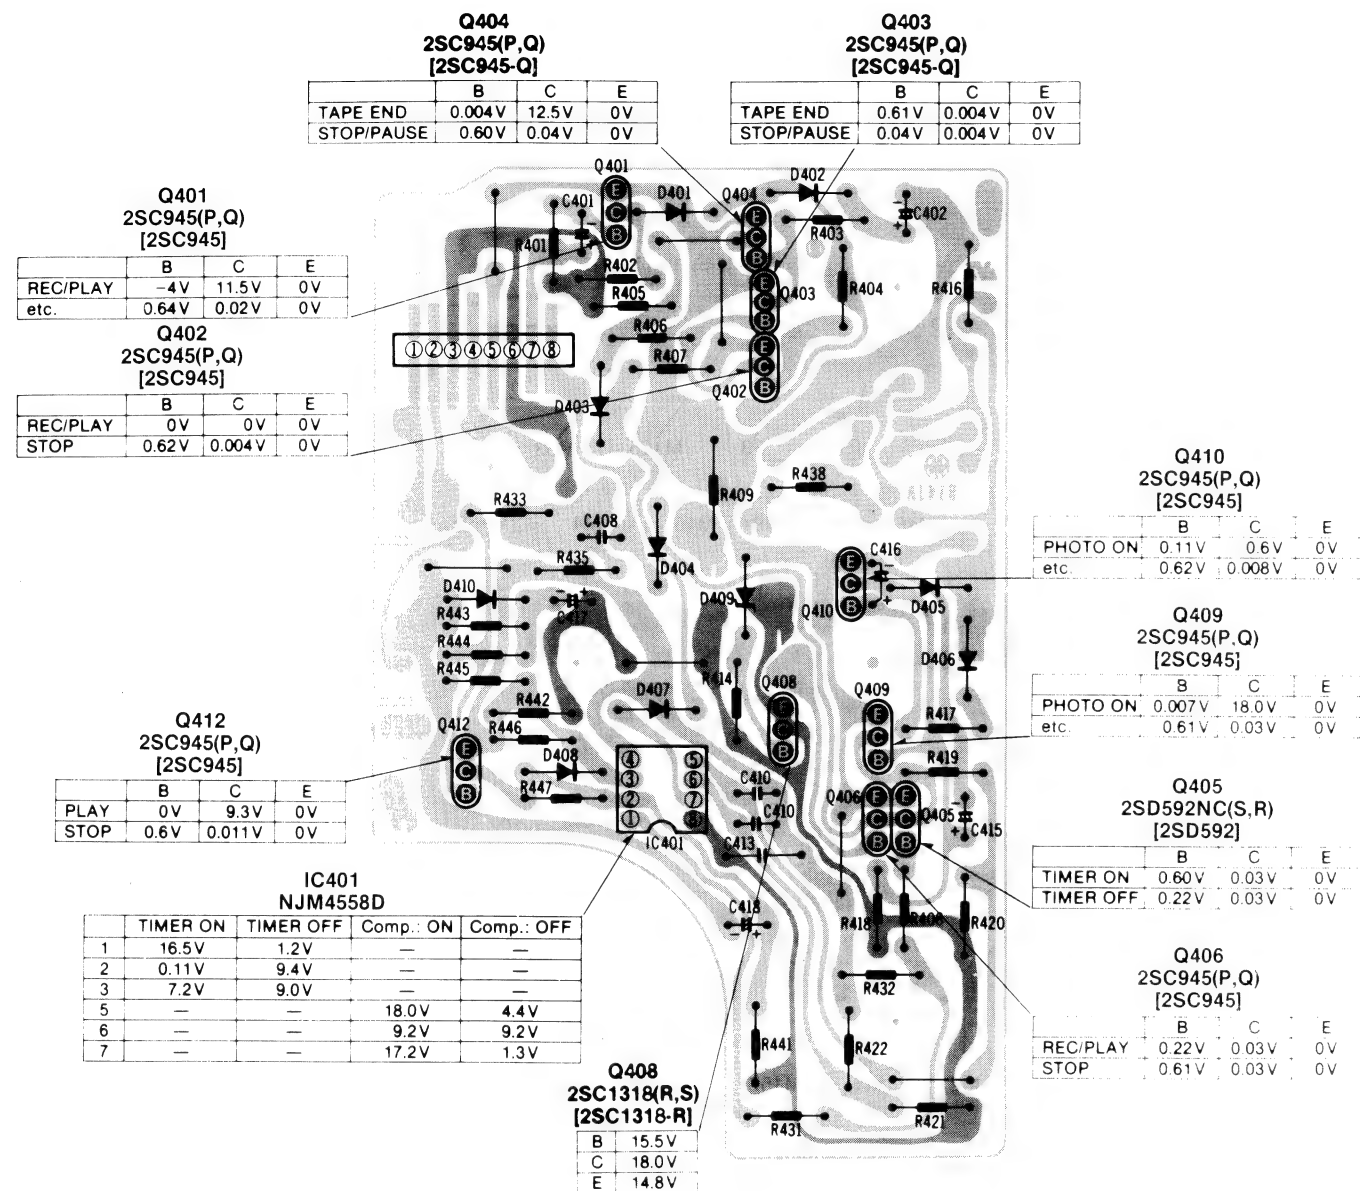 Q404
2SC945(P,Q)
[2SC945-Q]
B C E
TAPE END 0.004V 12.5V 0V
STOP/PAUSE 0.60V 0.04V 0V
Q403
2SC945(P,Q)
[2SC945-Q]
B C E
TAPE END 0.61V 0.004V 0V
STOP/PAUSE 0.04V 0.004V 0V
Q401
2SC945(P,Q)
[2SC945]
B C E
REC/PLAY −4V 11.5V 0V
etc. 0.64V 0.02V 0V
Q402
2SC945(P,Q)
[2SC945]
B C E
REC/PLAY 0V 0V 0V
STOP 0.62V 0.004V 0V
Q401
E
C
B
C401 −
+
D401
Q404
E
C
B
D402
R403
− C402
+
R401
R402
R405
R406
R407
E
C
B
Q403
R404
R416
①②③④⑤⑥⑦⑧
E
C
B
Q402
D403
R409
R438
R433
C408
R435
D404
D410
− +
C417
R443
R444
R445
D409
E
C
B
Q410
C416
−
+
D405
D406
Q410
2SC945(P,Q)
[2SC945]
B C E
PHOTO ON 0.11V 0.6V 0V
etc. 0.62V 0.008V 0V
Q409
2SC945(P,Q)
[2SC945]
B C E
PHOTO ON 0.007V 18.0V 0V
etc. 0.61V 0.03V 0V
R414
Q408
E
C
B
Q409
E
C
B
R417
R419
D407
R442
R446
D408
R447
Q412
E
C
B
④ ⑤
③ ⑥
② ⑦
① ⑧
IC401
C410
C410
C413
Q406
E
C
B
E
C
B
Q405
−
+ C415
Q412
2SC945(P,Q)
[2SC945]
B C E
PLAY 0V 9.3V 0V
STOP 0.6V 0.011V 0V
Q405
2SD592NC(S,R)
[2SD592]
B C E
TIMER ON 0.60V 0.03V 0V
TIMER OFF 0.22V 0.03V 0V
IC401
NJM4558D
TIMER ON TIMER OFF Comp.: ON Comp.: OFF
1 16.5V 1.2V — —
2 0.11V 9.4V — —
3 7.2V 9.0V — —
5 — — 18.0V 4.4V
6 — — 9.2V 9.2V
7 — — 17.2V 1.3V
C418
− +
R418
R408
R420
R432
R441
R422
R431
R421
Q406
2SC945(P,Q)
[2SC945]
B C E
REC/PLAY 0.22V 0.03V 0V
STOP 0.61V 0.03V 0V
Q408
2SC1318(R,S)
[2SC1318-R]
B 15.5V
C 18.0V
E 14.8V